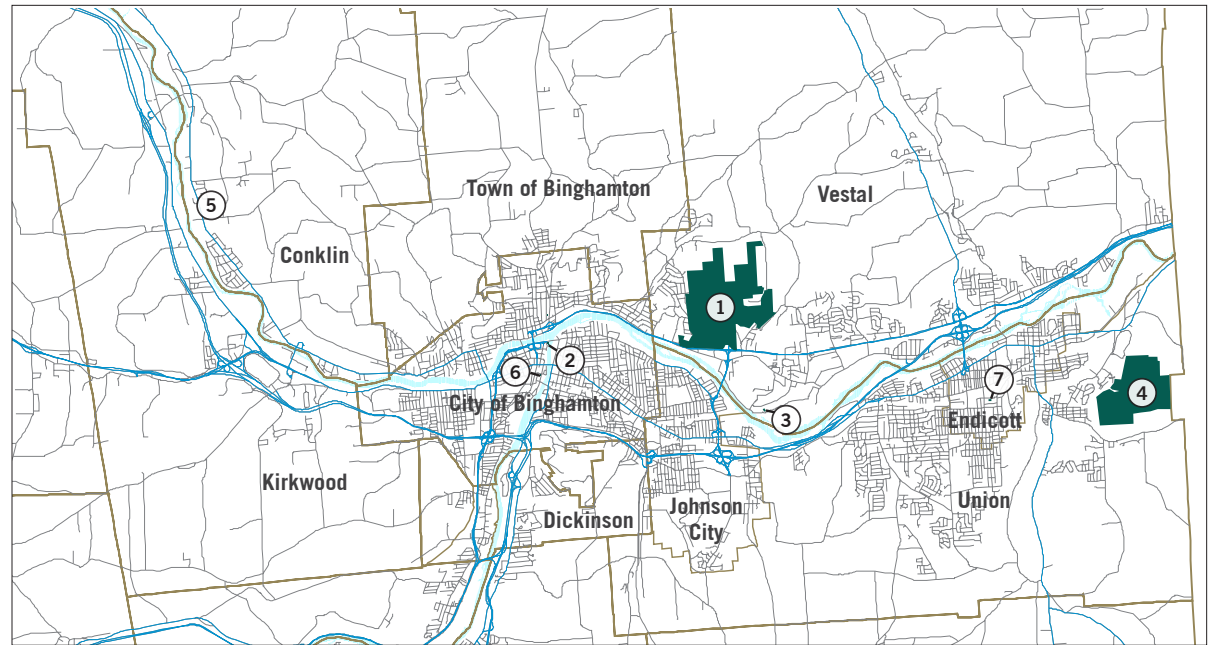 Town of Binghamton
Vestal
5
Conklin
1
2
6
7
4
City of Binghamton
3
Endicott
Kirkwood
Union
Dickinson
Johnson
City